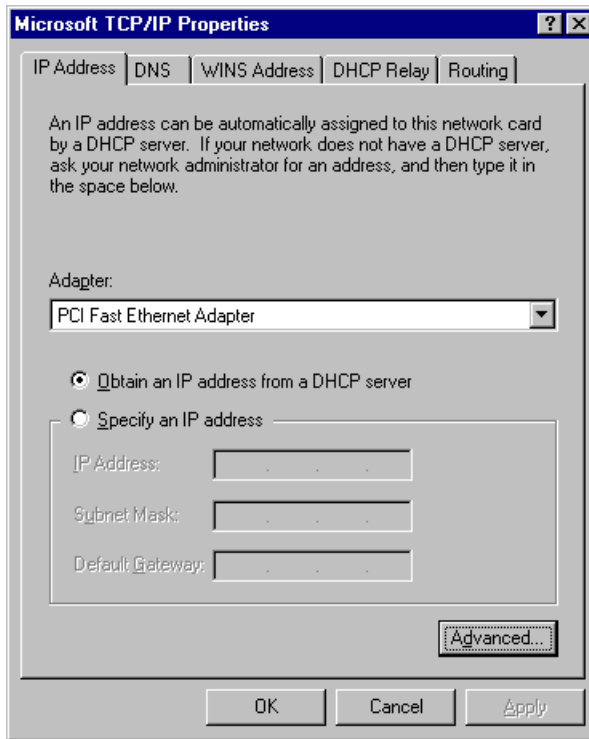 Microsoft TCP/IP Properties
IP Address DNS WINS Address DHCP Relay Routing
An IP address can be automatically assigned to this network card
by a DHCP server. If your network does not have a DHCP server,
ask your network administrator for an address, and then type it in
the space below.
Adapter:
PCI Fast Ethernet Adapter
Obtain an IP address from a DHCP server
Specify an IP address
IP Address:
Subnet Mask:
Default Gateway:
Advanced...
OK Cancel Apply